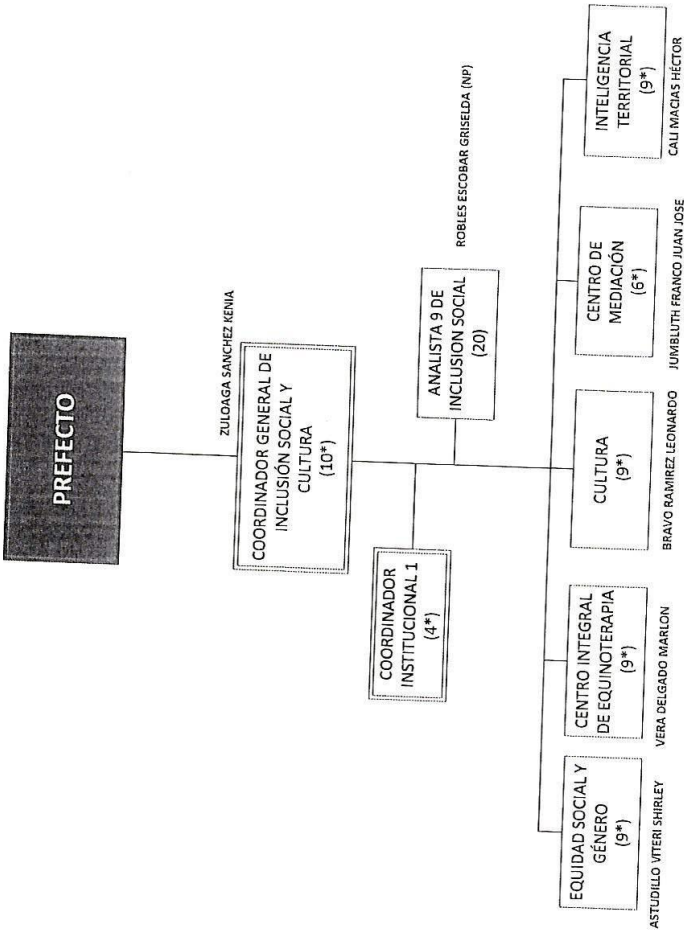 PREFECTO
ZULOAGA SANCHEZ KENIA
COORDINADOR GENERAL DE
INCLUSIÓN SOCIAL Y
CULTURA
(10*)
COORDINADOR
INSTITUCIONAL 1
(4*)
ANALISTA 9 DE
INCLUSION SOCIAL
(20)
ROBLES ESCOBAR GRISELDA (NP)
EQUIDAD SOCIAL Y
GÉNERO
(9*)
ASTUDILLO VITERI SHIRLEY
CENTRO INTEGRAL
DE EQUINOTERAPIA
(9*)
VERA DELGADO MARLON
CULTURA
(9*)
BRAVO RAMIREZ LEONARDO
CENTRO DE
MEDIACIÓN
(6*)
JUMBLUTH FRANCO JUAN JOSE
INTELIGENCIA
TERRITORIAL
(9*)
CALI MACIAS HÉCTOR